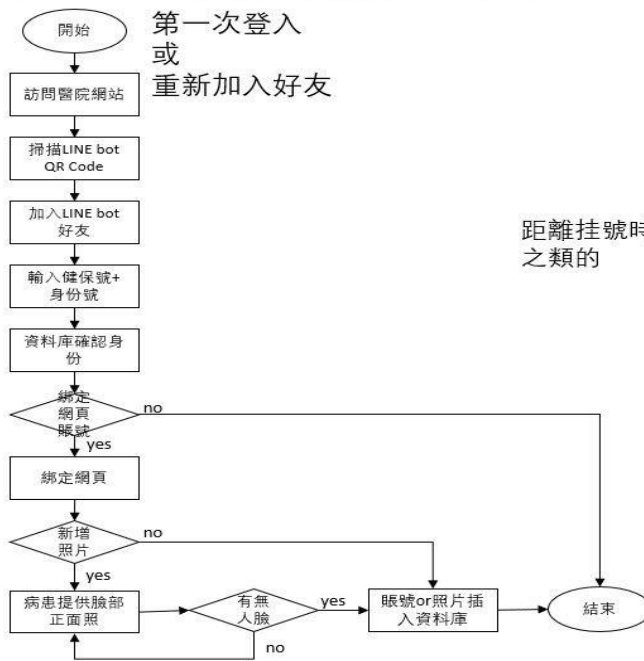 開始
第一次登入
或
重新加入好友
訪問醫院網站
掃描LINE bot
QR Code
加入LINE bot
好友
距離挂號時
之類的
輸入健保號+
身份號
資料庫確認身
份
綁定
網頁
賬號
no
yes
綁定網頁
新增
照片
no
yes
病患提供臉部
正面照
有無
人臉
yes
no
賬號or照片插
入資料庫
結束